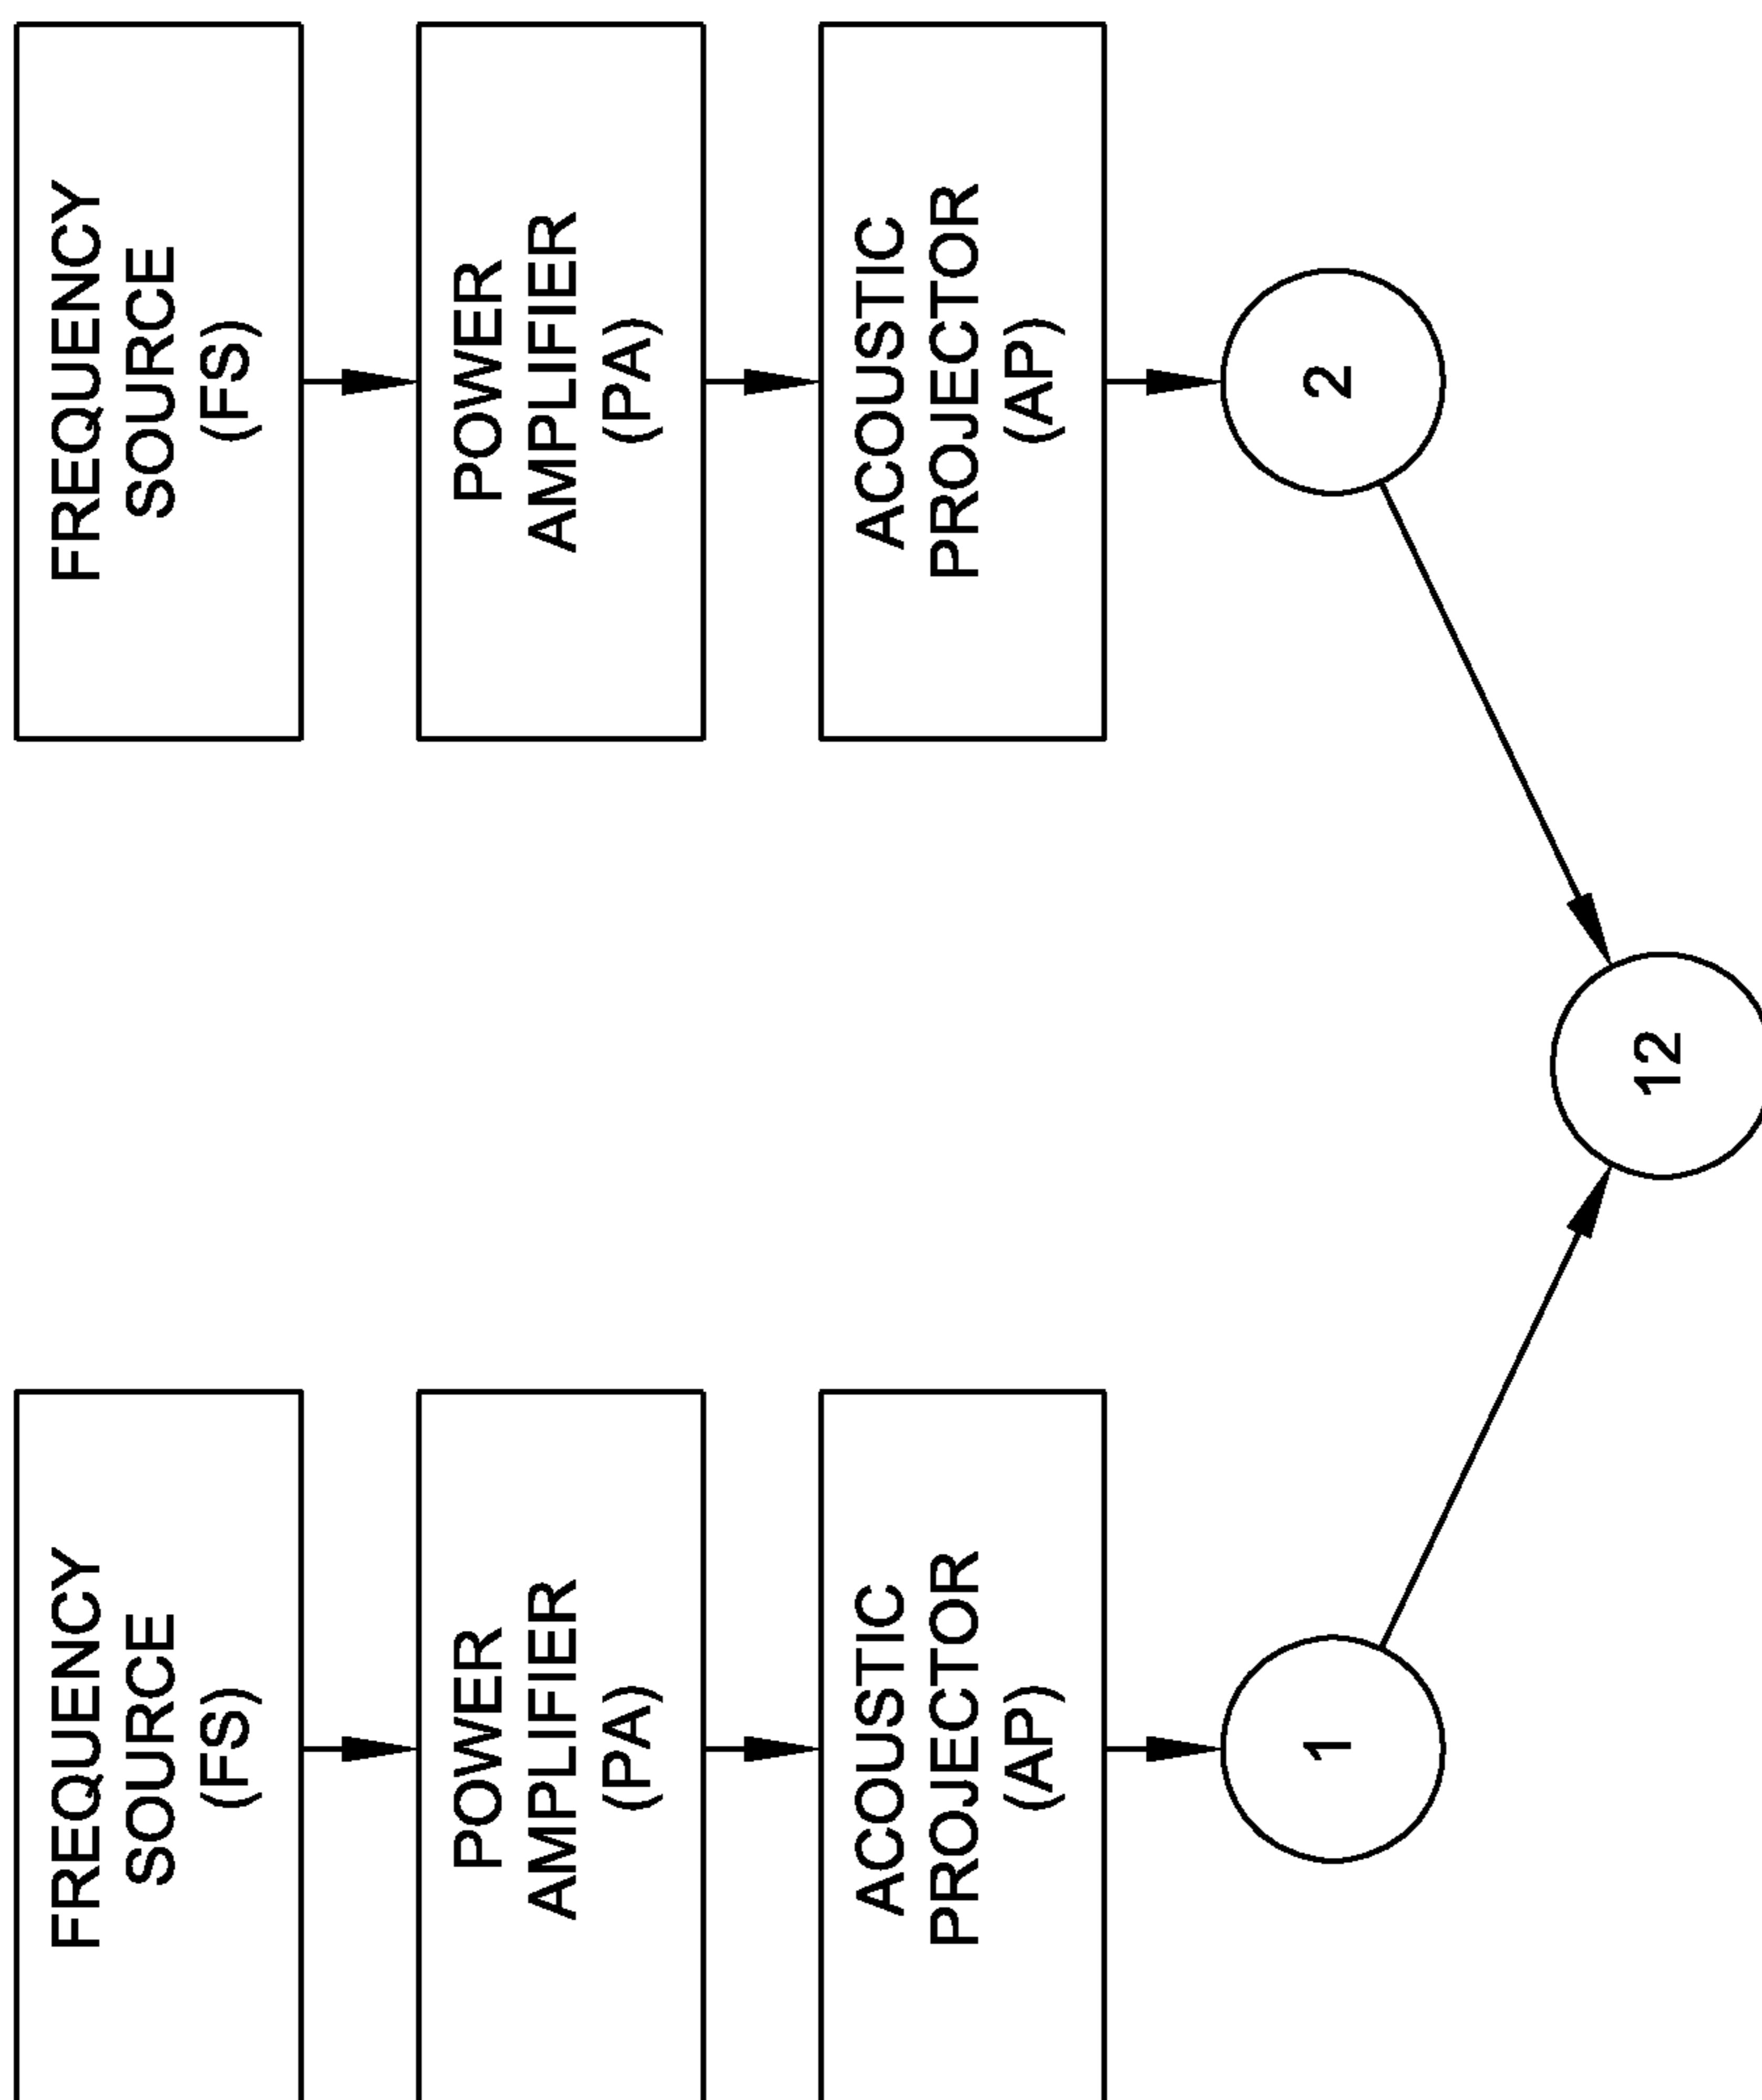 FREQUENCY
SOURCE
(FS)
POWER
AMPLIFIER
(PA)
ACOUSTIC
PROJECTOR
(AP)
1
FREQUENCY
SOURCE
(FS)
POWER
AMPLIFIER
(PA)
ACOUSTIC
PROJECTOR
(AP)
2
12